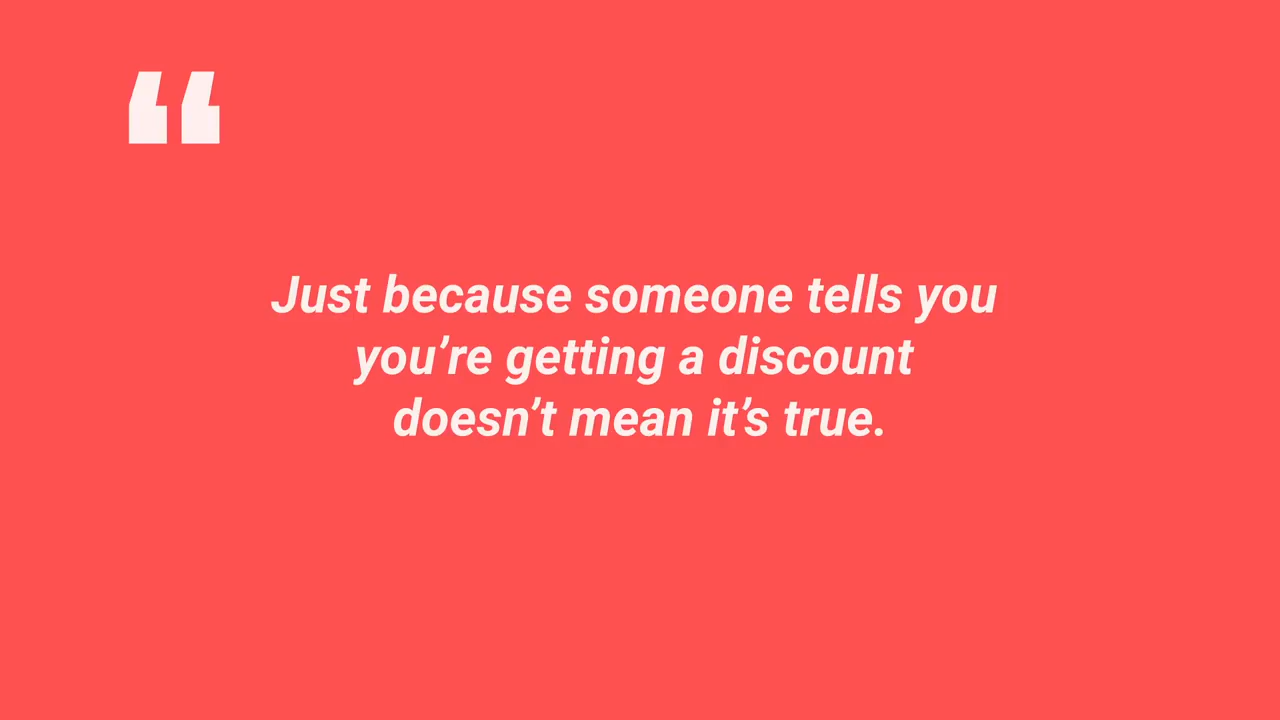 “
Just because someone tells you
you’re getting a discount
doesn’t mean it’s true.